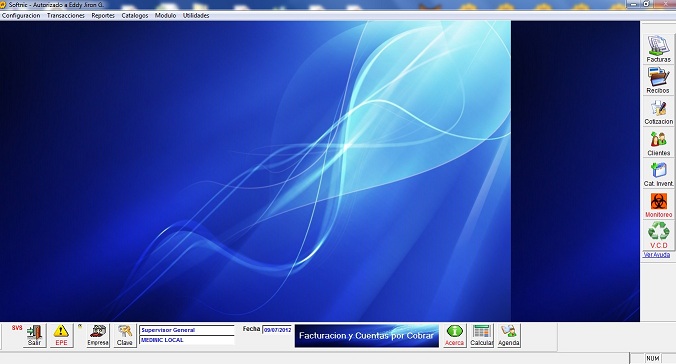 Softnic - Autorizado a Eddy Jiron G.
Configuracion Transacciones Reportes Catalogos Modulo Utilidades
Facturas
Recibos
Cotizacion
Clientes
Cat. Invent.
Monitoreo
V.C.D
Ver Ayuda
SVS
Salir
EPE
Empresa
Clave
Supervisor General
MEDINIC LOCAL
Fecha 09/07/2012
Facturacion y Cuentas por Cobrar
Acerca
Calcular
Agenda
NUM